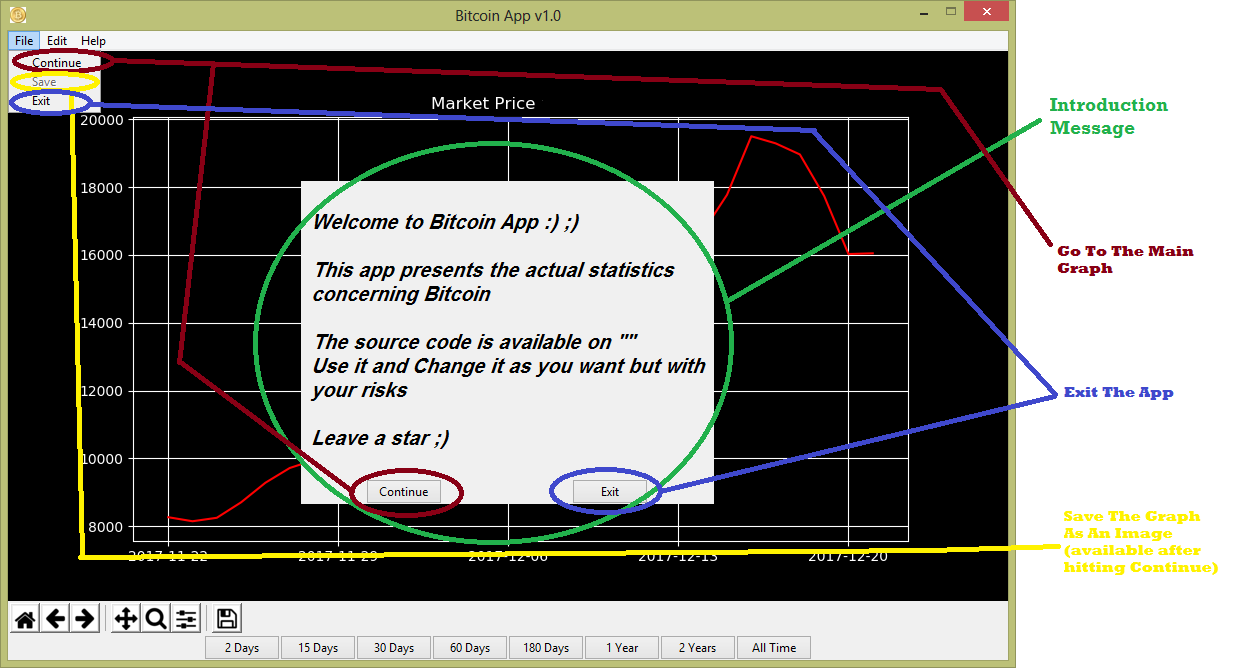 Bitcoin App v1.0
File Edit Help
Continue
Save
Exit
Market Price
20000
18000
16000
14000
12000
10000
8000
2017-11-22 2017-11-29 2017-12-06 2017-12-13 2017-12-20
Welcome to Bitcoin App :) ;)
This app presents the actual statistics
concerning Bitcoin
The source code is available on ""
Use it and Change it as you want but with
your risks
Leave a star ;)
Continue Exit
Introduction
Message
Go To The Main
Graph
Exit The App
Save The Graph
As An Image
(available after
hitting Continue)
2 Days 15 Days 30 Days 60 Days 180 Days 1 Year 2 Years All Time